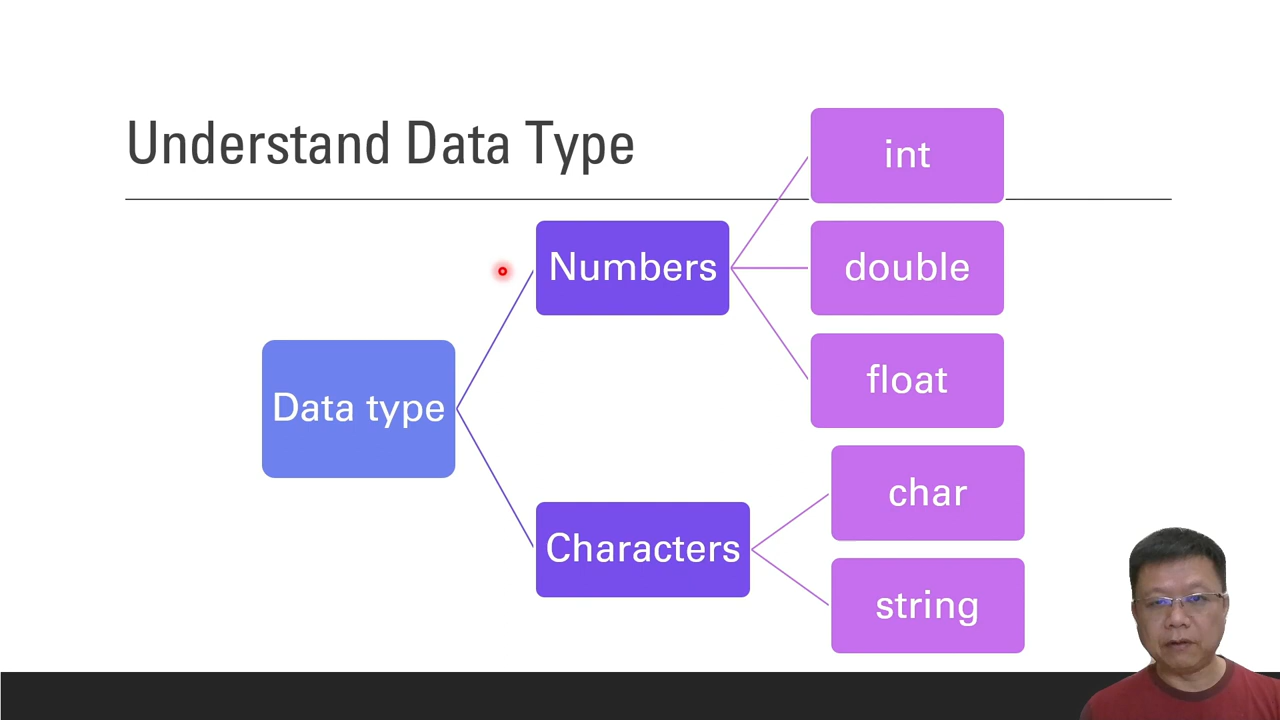 Understand Data Type
Data type
Numbers
int
double
float
Characters
char
string